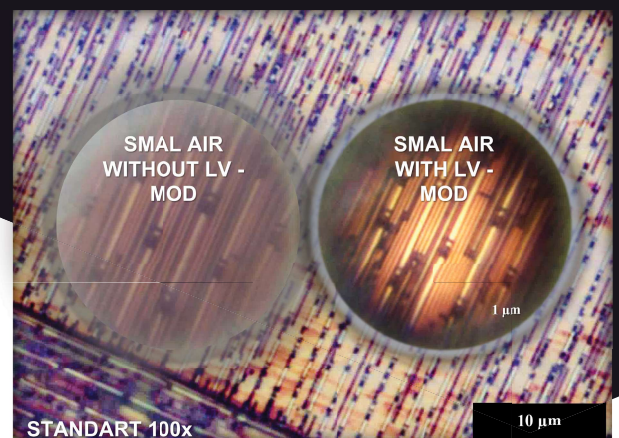 SMAL AIR
WITHOUT LV -
MOD
SMAL AIR
WITH LV -
MOD
1 µm
STANDART 100x
10 µm